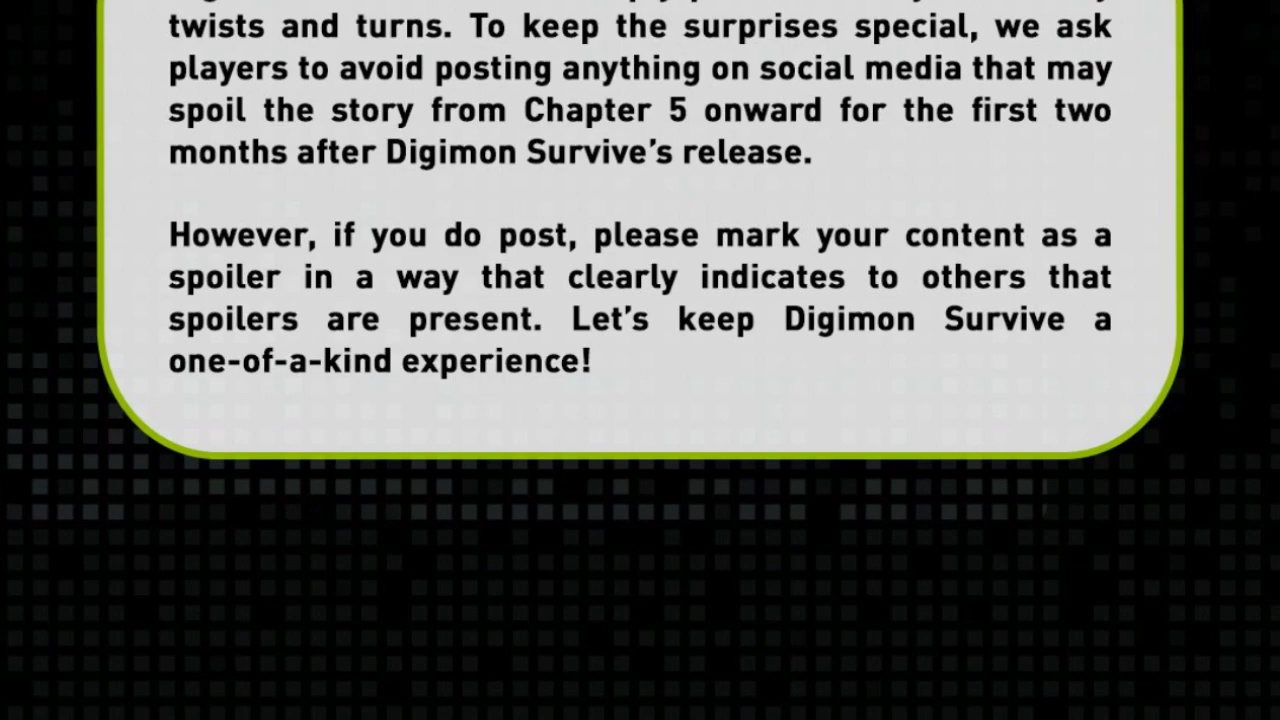 twists and turns. To keep the surprises special, we ask
players to avoid posting anything on social media that may
spoil the story from Chapter 5 onward for the first two
months after Digimon Survive’s release.
However, if you do post, please mark your content as a
spoiler in a way that clearly indicates to others that
spoilers are present. Let’s keep Digimon Survive a
one-of-a-kind experience!